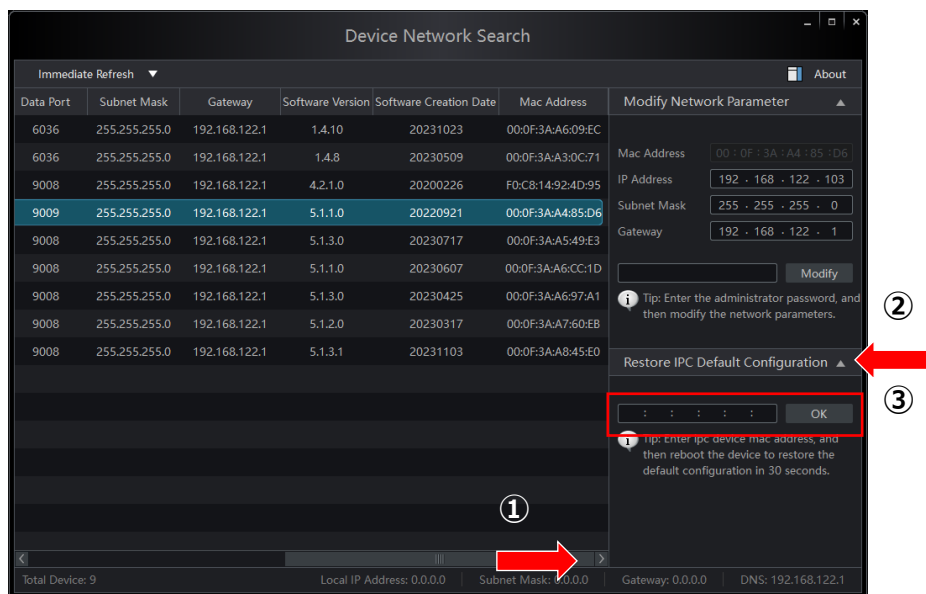 Device Network Search
Immediate Refresh ▼
About
Data Port Subnet Mask Gateway Software Version Software Creation Date Mac Address
6036 255.255.255.0 192.168.122.1 1.4.10 20231023 00:0F:3A:A6:09:EC
6036 255.255.255.0 192.168.122.1 1.4.8 20230509 00:0F:3A:A3:0C:71
9008 255.255.255.0 192.168.122.1 4.2.1.0 20200226 F0:C8:14:92:4D:95
9009 255.255.255.0 192.168.122.1 5.1.1.0 20220921 00:0F:3A:A4:85:D6
9008 255.255.255.0 192.168.122.1 5.1.3.0 20230717 00:0F:3A:A5:49:E3
9008 255.255.255.0 192.168.122.1 5.1.1.0 20230607 00:0F:3A:A6:CC:1D
9008 255.255.255.0 192.168.122.1 5.1.3.0 20230425 00:0F:3A:A6:97:A1
9008 255.255.255.0 192.168.122.1 5.1.2.0 20230317 00:0F:3A:A7:60:EB
9008 255.255.255.0 192.168.122.1 5.1.3.1 20231103 00:0F:3A:A8:45:E0
Modify Network Parameter ▲
Mac Address 00 : 0F : 3A : A4 : 85 : D6
IP Address 192 . 168 . 122 . 103
Subnet Mask 255 . 255 . 255 . 0
Gateway 192 . 168 . 122 . 1
Modify
Tip: Enter the administrator password, and
then modify the network parameters.
②
Restore IPC Default Configuration ▲
③
: : : : : OK
Tip: Enter ipc device mac address, and
then reboot the device to restore the
default configuration in 30 seconds.
①
Total Device: 9 Local IP Address: 0.0.0.0 Subnet Mask: 0.0.0.0 Gateway: 0.0.0.0 DNS: 192.168.122.1